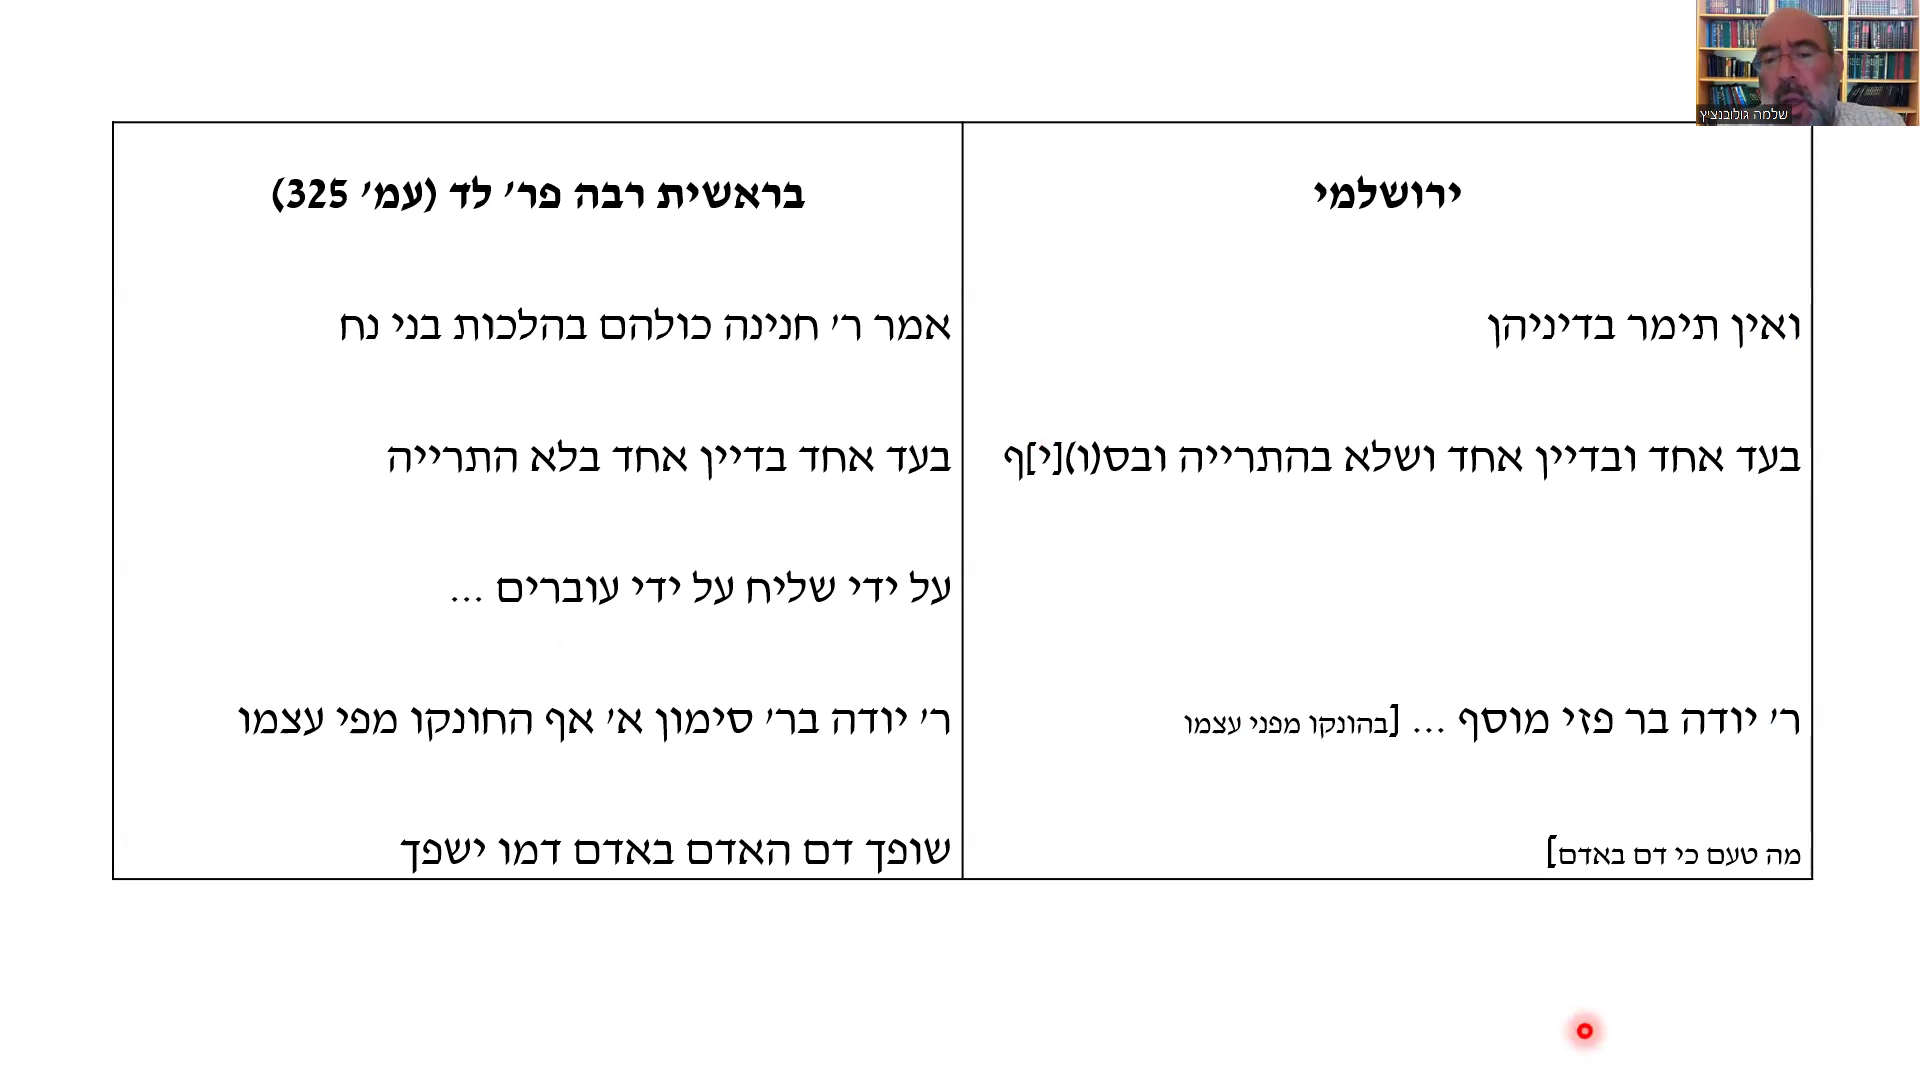 שלמה גולובנציץ
ירושלמי
בראשית רבה פר׳ לד (עמ׳ 325)
ואין תימר בדיניהן
אמר ר׳ חנינה כולהם בהלכות בני נח
בעד אחד ובדיין אחד ושלא בהתרייה ובס(ו)[י]ף
בעד אחד בדיין אחד בלא התרייה
על ידי שליח על ידי עוברים ...
ר׳ יודה בר פזי מוסף ... [בהונקו מפני עצמו
ר׳ יודה בר׳ סימון א׳ אף החונקו מפי עצמו
מה טעם כי דם באדם]
שופך דם האדם באדם דמו ישפך